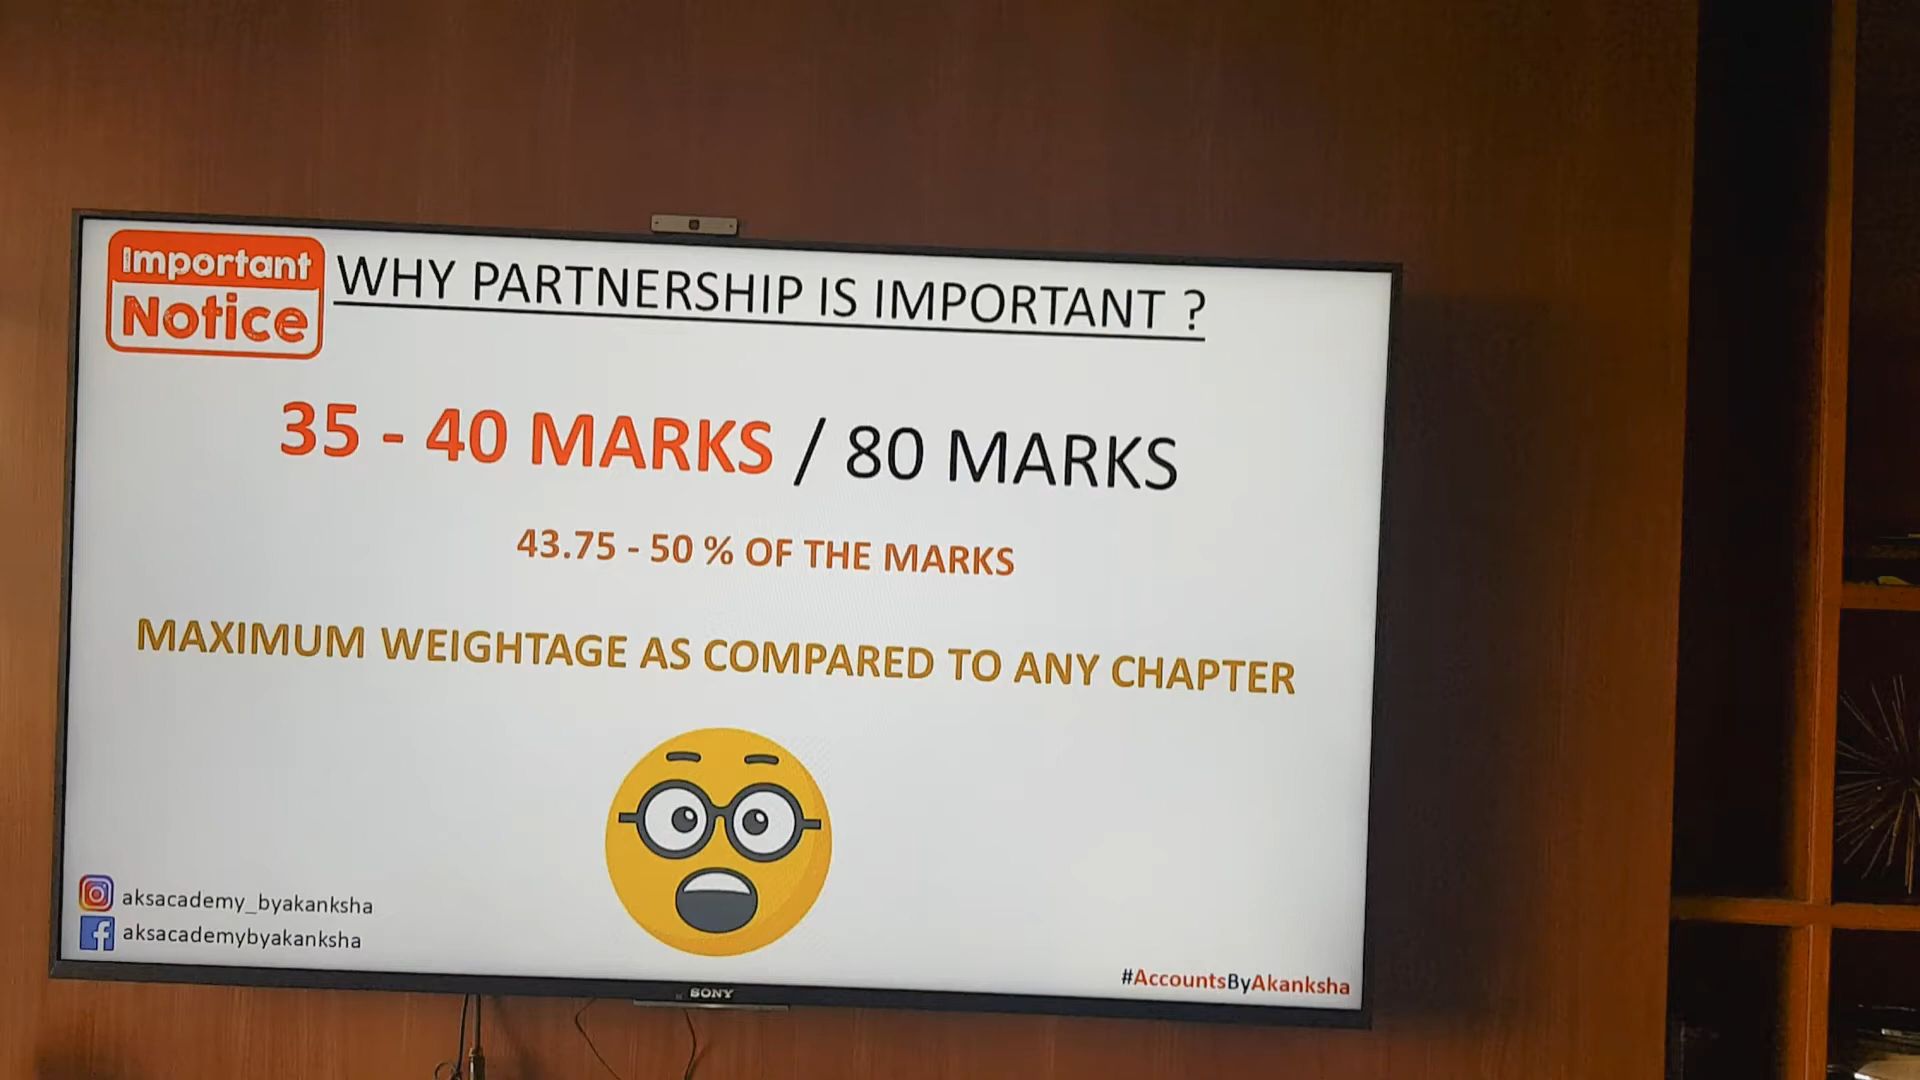 Important
Notice
WHY PARTNERSHIP IS IMPORTANT ?
35 - 40 MARKS / 80 MARKS
43.75 - 50 % OF THE MARKS
MAXIMUM WEIGHTAGE AS COMPARED TO ANY CHAPTER
aksacademy_byakanksha
aksacademybyakanksha
#AccountsByAkanksha
SONY